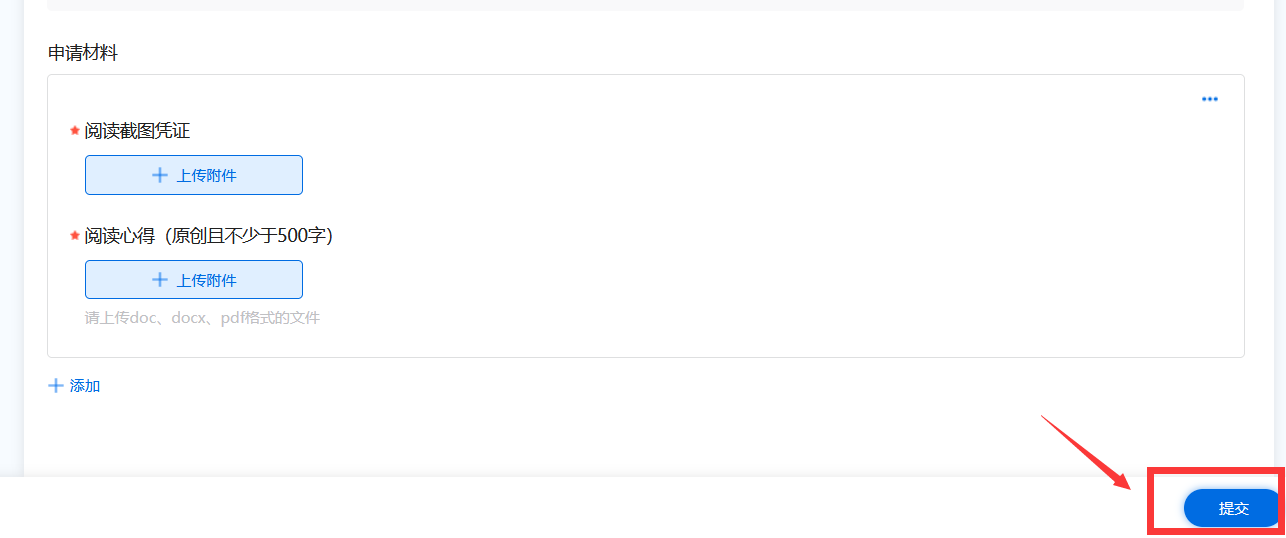 申请材料
阅读截图凭证
上传附件
阅读心得（原创且不少于500字）
上传附件
请上传doc、docx、pdf格式的文件
添加
提交